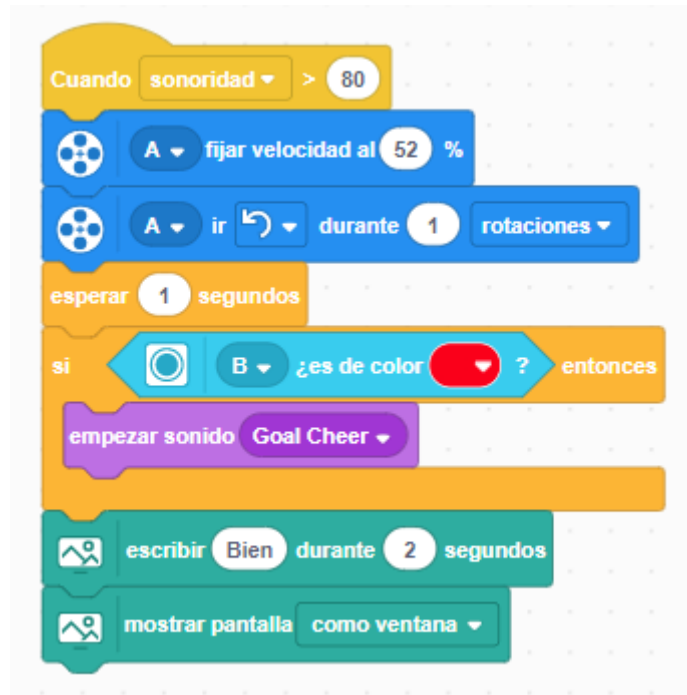 Cuando sonoridad > 80
A fijar velocidad al 52 %
A ir durante 1 rotaciones
esperar 1 segundos
si B ¿es de color ? entonces
empezar sonido Goal Cheer
escribir Bien durante 2 segundos
mostrar pantalla como ventana